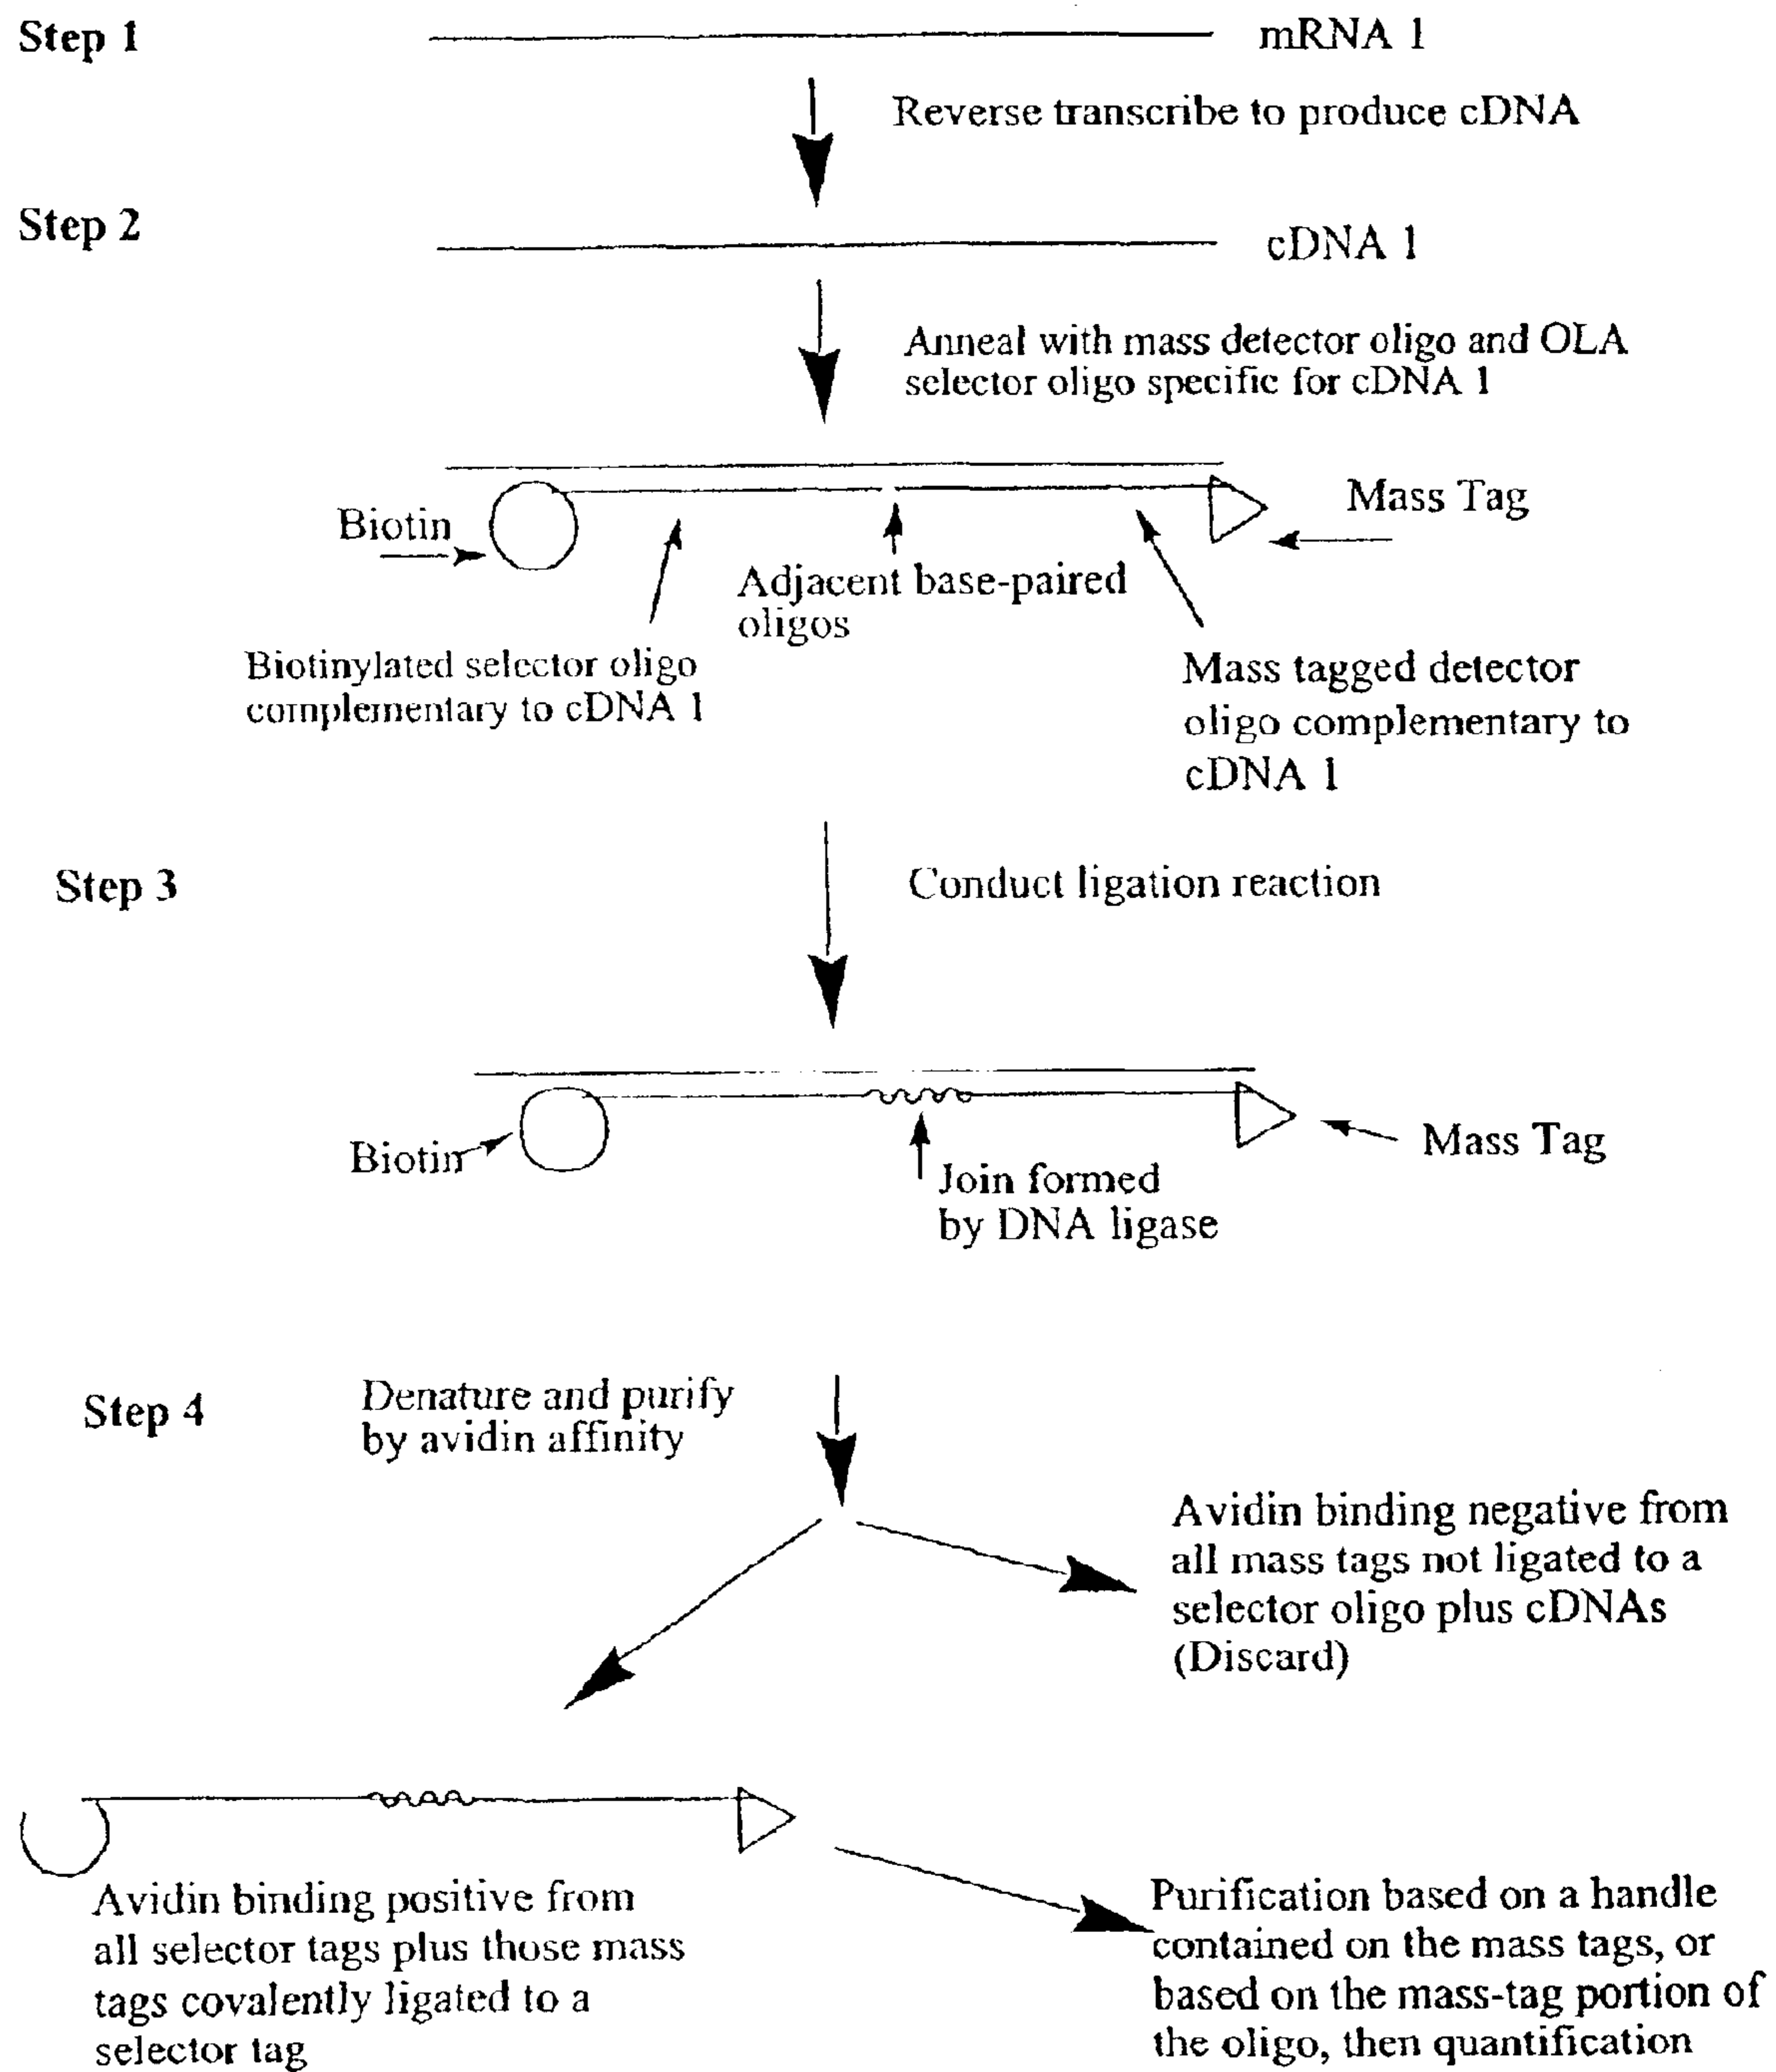 Step 1
mRNA 1
Reverse transcribe to produce cDNA
Step 2
cDNA 1
Anneal with mass detector oligo and OLA
selector oligo specific for cDNA 1
Biotin
Mass Tag
Adjacent base-paired
oligos
Biotinylated selector oligo
complementary to cDNA 1
Mass tagged detector
oligo complementary to
cDNA 1
Step 3
Conduct ligation reaction
Biotin
Mass Tag
Join formed
by DNA ligase
Step 4
Denature and purify
by avidin affinity
Avidin binding negative from
all mass tags not ligated to a
selector oligo plus cDNAs
(Discard)
Avidin binding positive from
all selector tags plus those mass
tags covalently ligated to a
selector tag
Purification based on a handle
contained on the mass tags, or
based on the mass-tag portion of
the oligo, then quantification